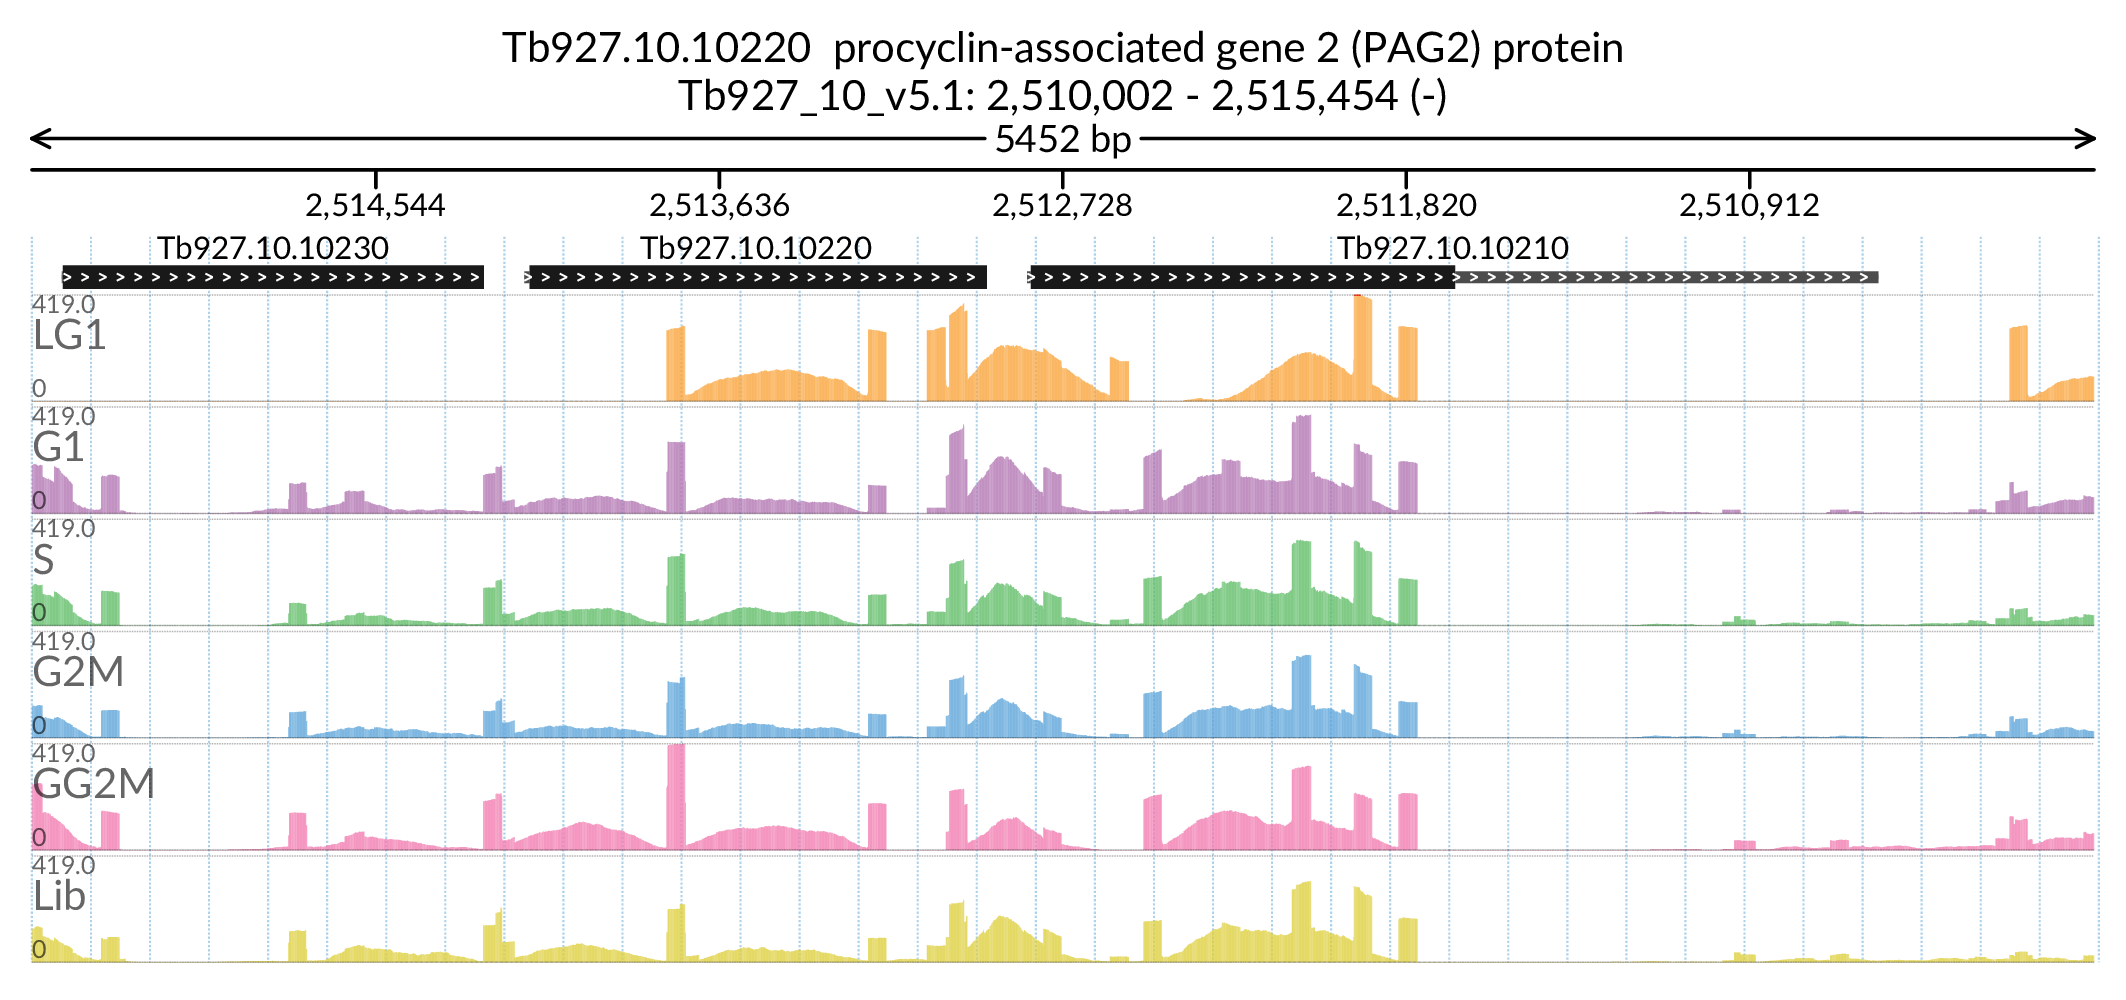 Tb927.10.10220  procyclin-associated gene 2 (PAG2) protein
Tb927_10_v5.1: 2,510,002 - 2,515,454 (-)
5452 bp
2,514,544 2,513,636 2,512,728 2,511,820 2,510,912
Tb927.10.10230 Tb927.10.10220 Tb927.10.10210
419.0
LG1
0
419.0
G1
0
419.0
S
0
419.0
G2M
0
419.0
GG2M
0
419.0
Lib
0